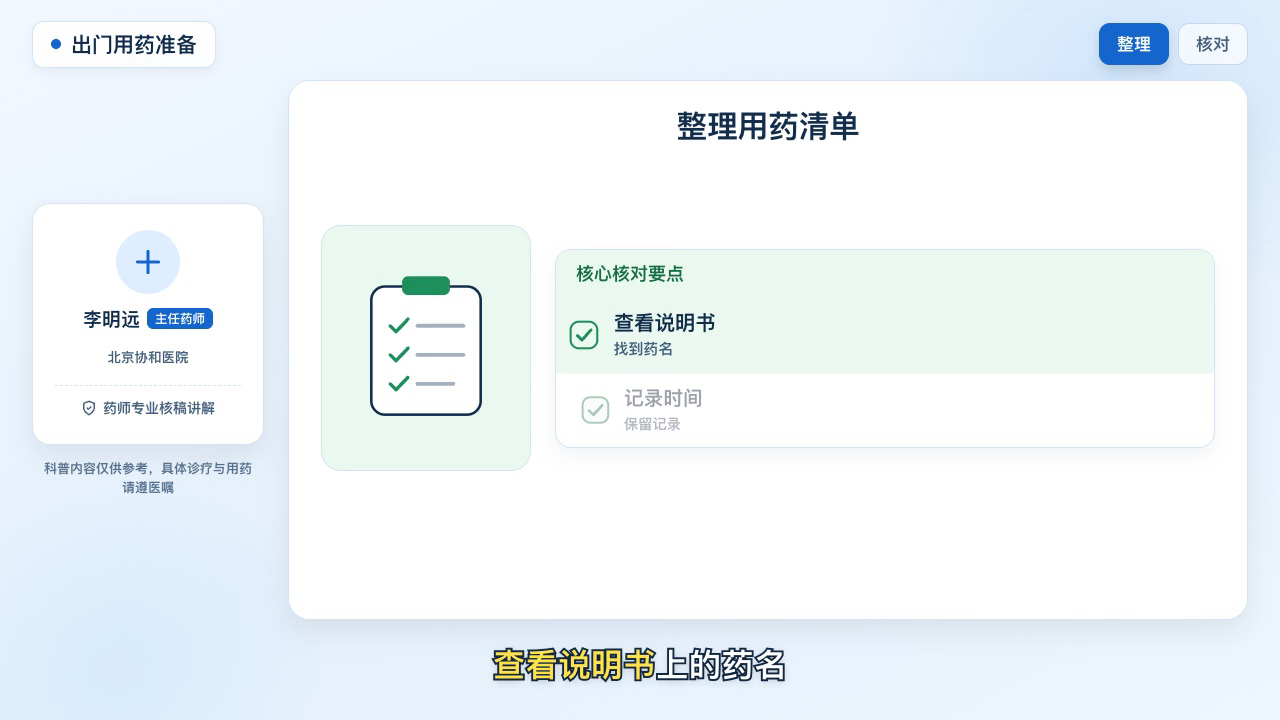 出门用药准备
整理
核对
整理用药清单
李明远
主任药师
北京协和医院
药师专业核稿讲解
科普内容仅供参考，具体诊疗与用药
请遵医嘱
核心核对要点
查看说明书
找到药名
记录时间
保留记录
查看说明书上的药名